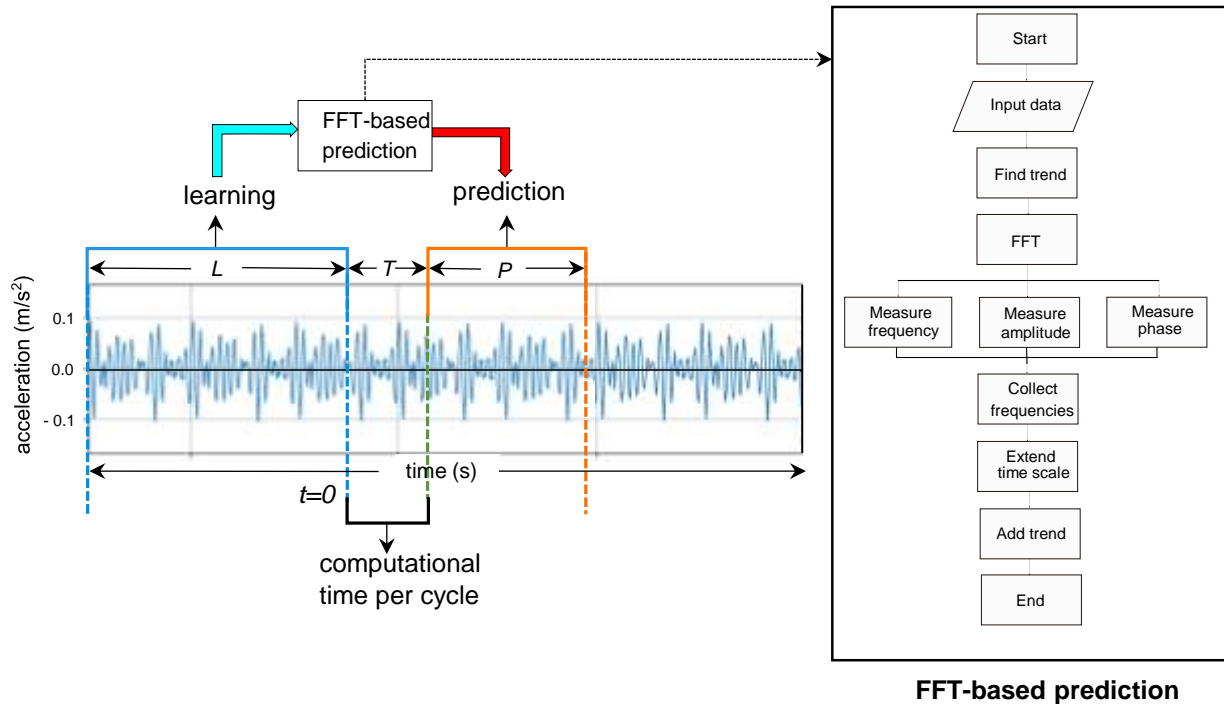 FFT-based
prediction
learning
prediction
L
T
P
acceleration (m/s²)
0.1
0.0
- 0.1
time (s)
t=0
computational
time per cycle
Start
Input data
Find trend
FFT
Measure
frequency
Measure
amplitude
Measure
phase
Collect
frequencies
Extend
time scale
Add trend
End
FFT-based prediction